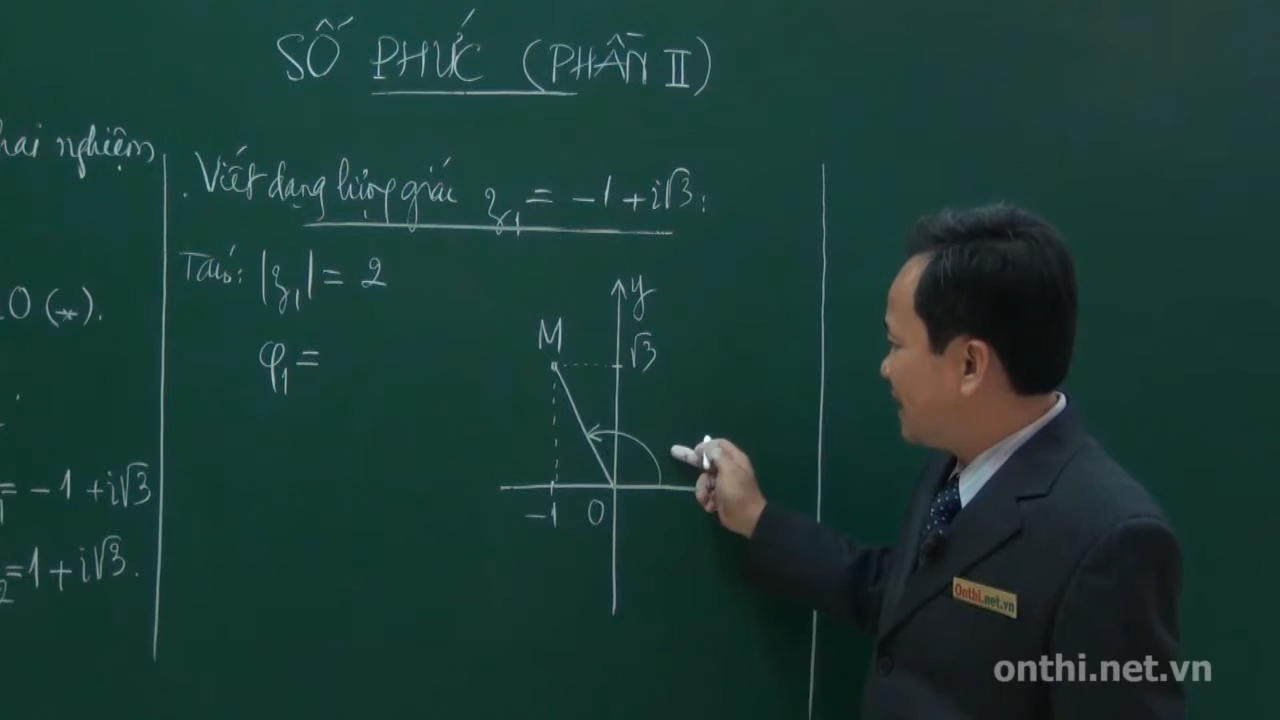 SỐ PHỨC (PHẦN II)
hai nghiệm
0 (*).
= -1 + i√3
₂ = 1 + i√3.
. Viết dạng lượng giác z₁ = -1 + i√3:
Ta có: |z₁| = 2
φ₁ =
y
M
√3
-1 0
Onthi.net.vn
onthi.net.vn